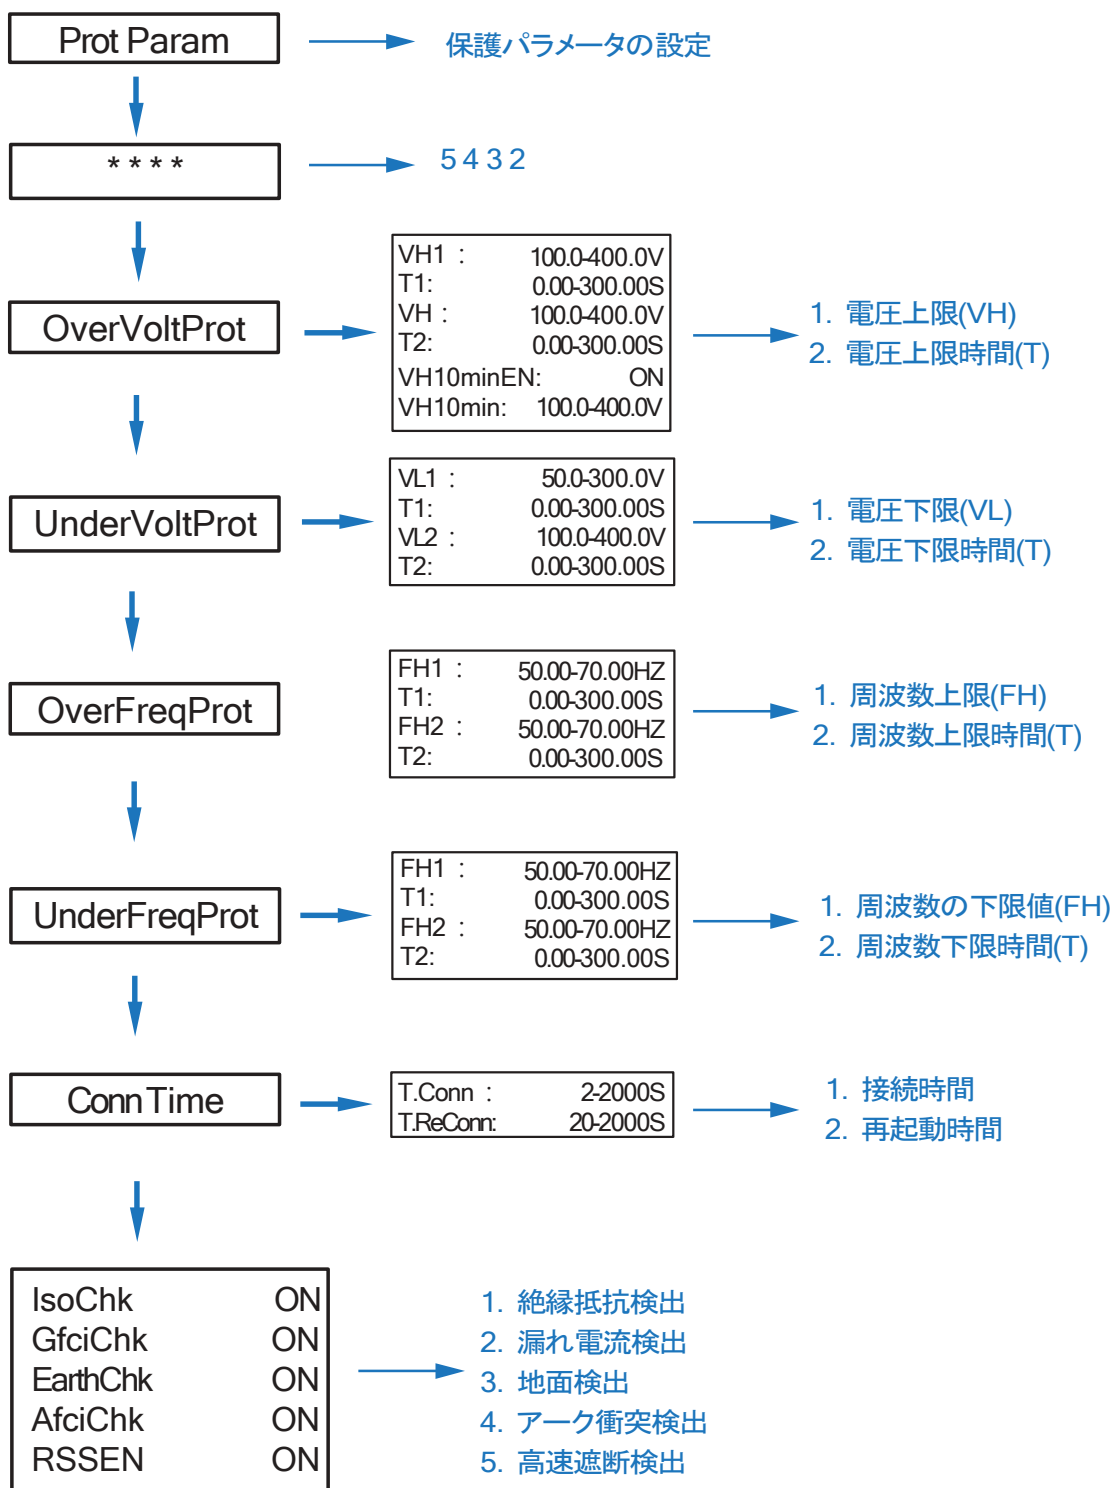 Prot Param
保護パラメータの設定
****
5 4 3 2
OverVoltProt
VH1 : 100.0-400.0V
T1: 0.00-300.00S
VH : 100.0-400.0V
T2: 0.00-300.00S
VH10minEN: ON
VH10min: 100.0-400.0V
1. 電圧上限(VH)
2. 電圧上限時間(T)
UnderVoltProt
VL1 : 50.0-300.0V
T1: 0.00-300.00S
VL2 : 100.0-400.0V
T2: 0.00-300.00S
1. 電圧下限(VL)
2. 電圧下限時間(T)
OverFreqProt
FH1 : 50.00-70.00HZ
T1: 0.00-300.00S
FH2 : 50.00-70.00HZ
T2: 0.00-300.00S
1. 周波数上限(FH)
2. 周波数上限時間(T)
UnderFreqProt
FH1 : 50.00-70.00HZ
T1: 0.00-300.00S
FH2 : 50.00-70.00HZ
T2: 0.00-300.00S
1. 周波数の下限値(FH)
2. 周波数下限時間(T)
Conn Time
T.Conn : 2-2000S
T.ReConn: 20-2000S
1. 接続時間
2. 再起動時間
IsoChk ON
GfciChk ON
EarthChk ON
AfciChk ON
RSSEN ON
1. 絶縁抵抗検出
2. 漏れ電流検出
3. 地面検出
4. アーク衝突検出
5. 高速遮断検出